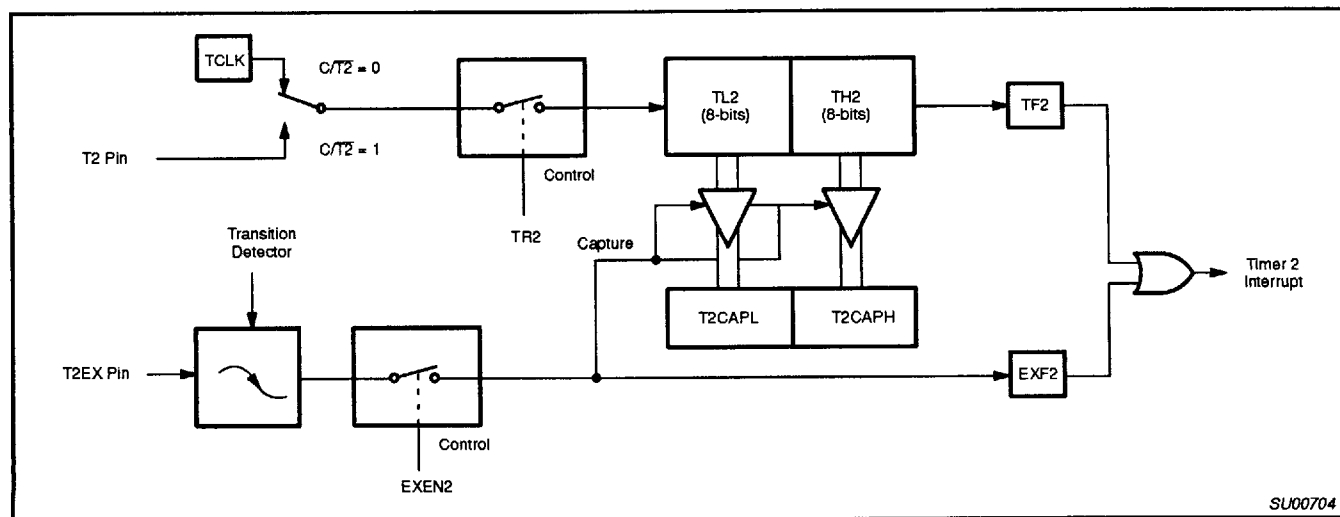 TCLK
C/T2 = 0
T2 Pin
C/T2 = 1
Control
TR2
TL2
(8-bits)
TH2
(8-bits)
TF2
Transition
Detector
Capture
T2CAPL
T2CAPH
Timer 2
Interrupt
T2EX Pin
Control
EXEN2
EXF2
SU00704